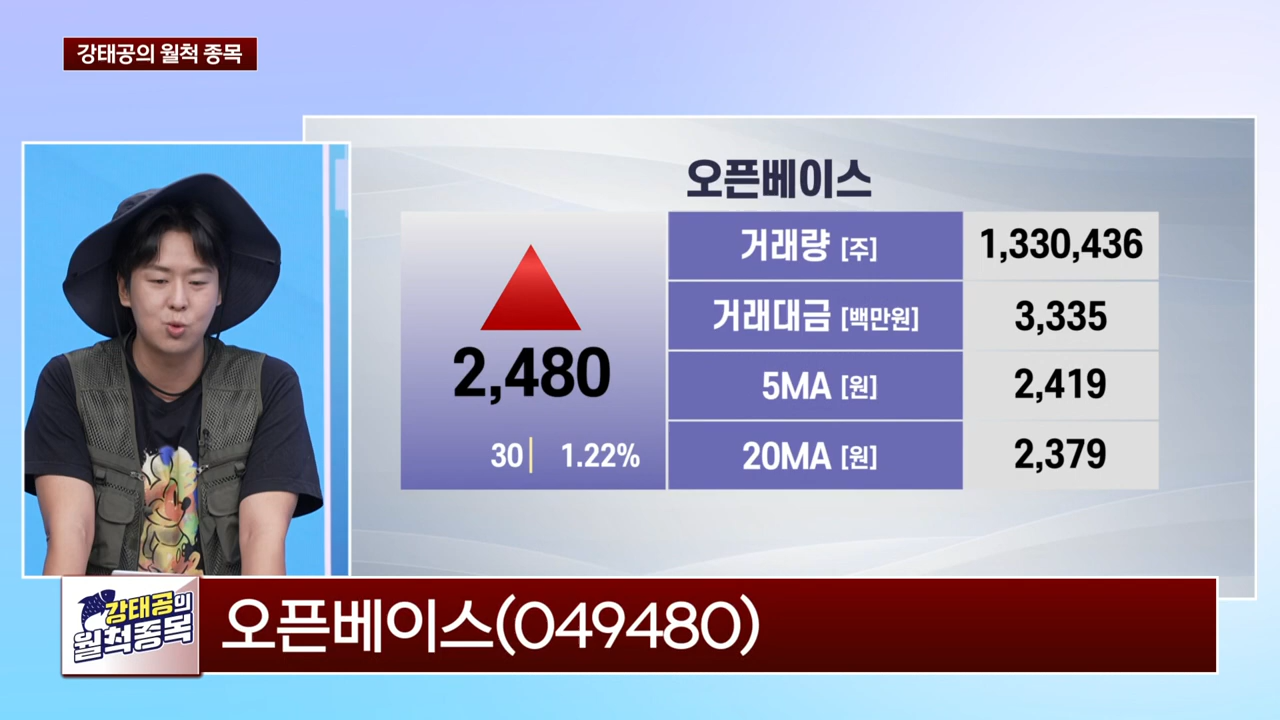 강태공의 월척 종목
오픈베이스
2,480
30 1.22%
거래량 [주] 1,330,436
거래대금 [백만원] 3,335
5MA [원] 2,419
20MA [원] 2,379
강태공의
월척종목
오픈베이스(049480)